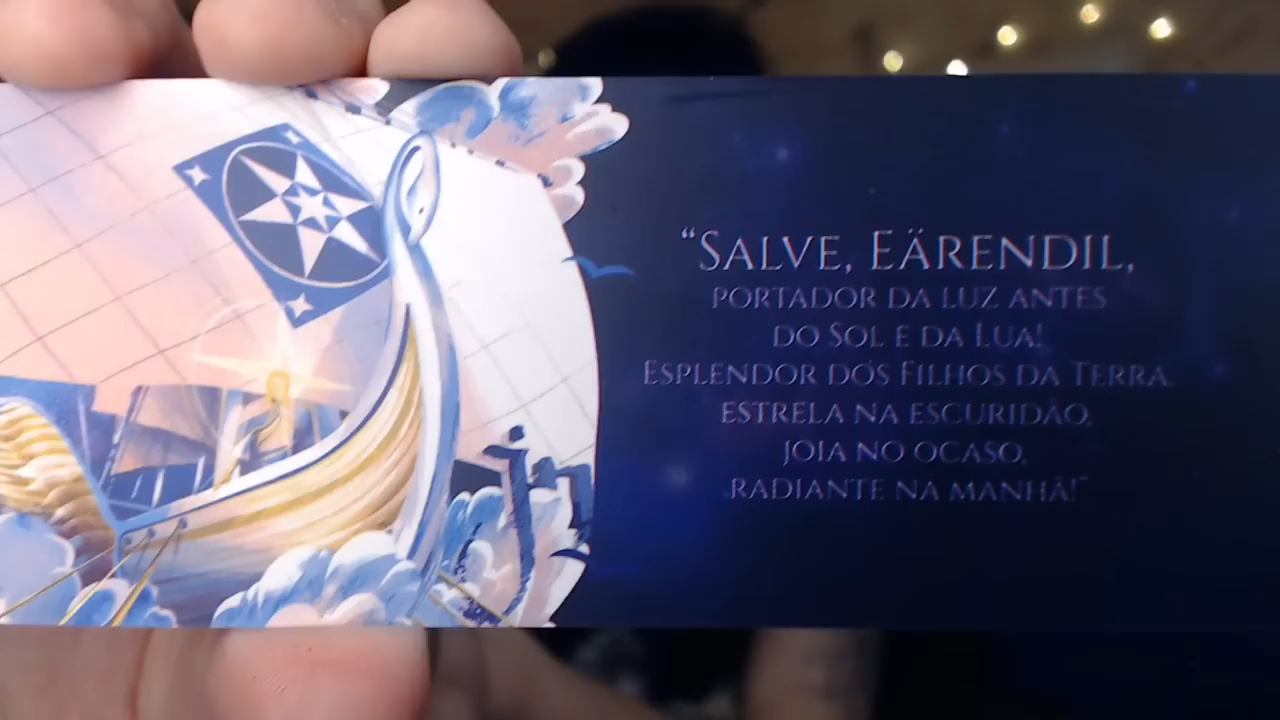 “SALVE, EÄRENDIL,
PORTADOR DA LUZ ANTES
DO SOL E DA LUA!
ESPLENDOR DOS FILHOS DA TERRA,
ESTRELA NA ESCURIDÃO,
JOIA NO OCASO,
RADIANTE NA MANHÃ!”